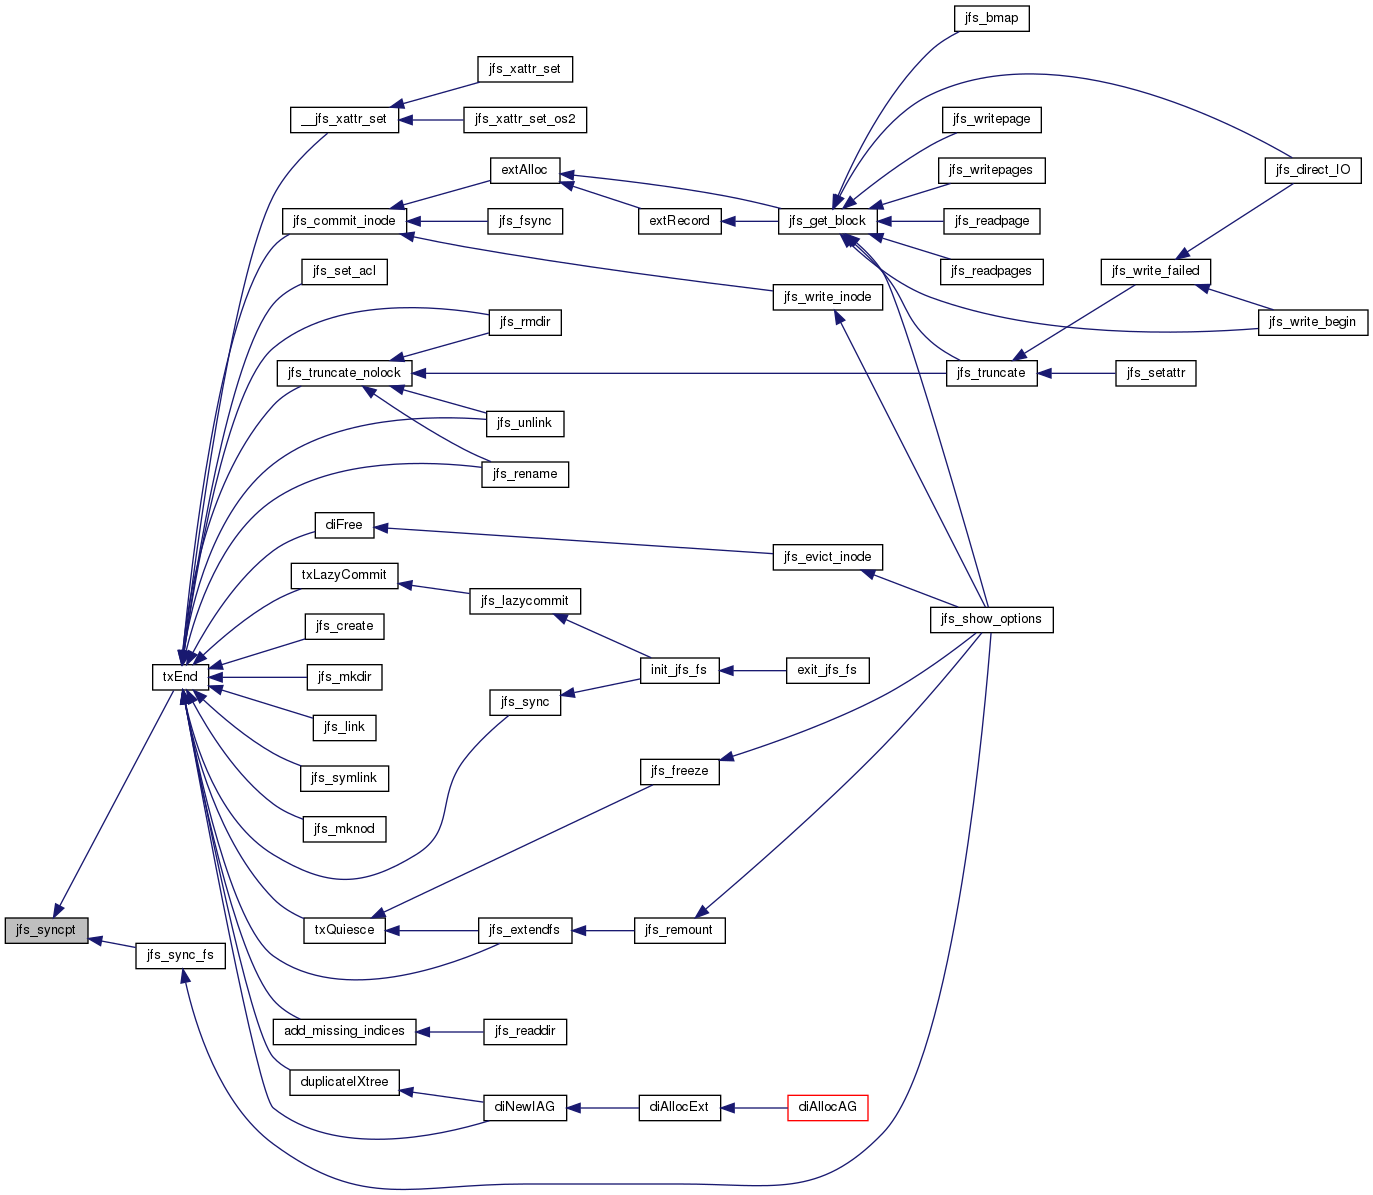 jfs_bmap
jfs_xattr_set
__jfs_xattr_set
jfs_xattr_set_os2
jfs_writepage
extAlloc
jfs_writepages
jfs_direct_IO
jfs_commit_inode
jfs_fsync
extRecord
jfs_get_block
jfs_readpage
jfs_set_acl
jfs_readpages
jfs_write_failed
jfs_write_inode
jfs_rmdir
jfs_write_begin
jfs_truncate_nolock
jfs_truncate
jfs_setattr
jfs_unlink
jfs_rename
diFree
jfs_evict_inode
txLazyCommit
jfs_lazycommit
jfs_create
jfs_show_options
txEnd
jfs_mkdir
init_jfs_fs
exit_jfs_fs
jfs_sync
jfs_link
jfs_symlink
jfs_freeze
jfs_mknod
jfs_syncpt
txQuiesce
jfs_extendfs
jfs_remount
jfs_sync_fs
add_missing_indices
jfs_readdir
duplicateIXtree
diNewIAG
diAllocExt
diAllocAG